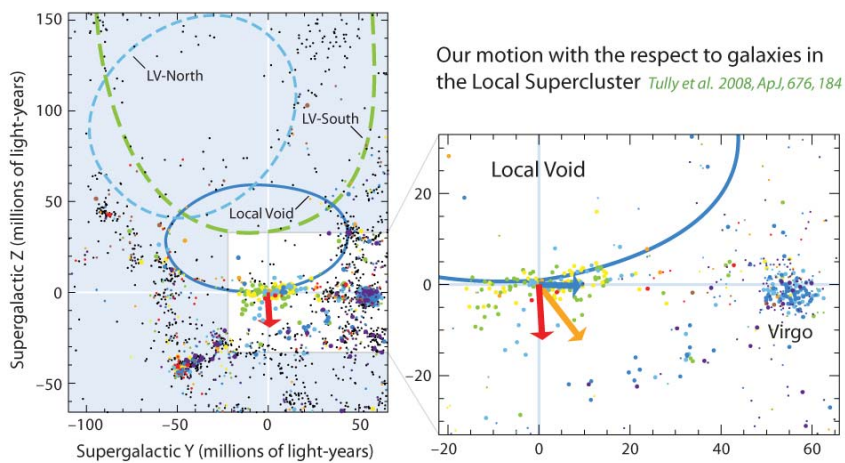 Our motion with the respect to galaxies in
the Local Supercluster Tully et al. 2008, ApJ, 676, 184
150
100
50
0
−50
Supergalactic Z (millions of light-years)
LV-North
LV-South
Local Void
−100
−50
0
50
Supergalactic Y (millions of light-years)
Local Void
Virgo
20
0
−20
−20
0
20
40
60